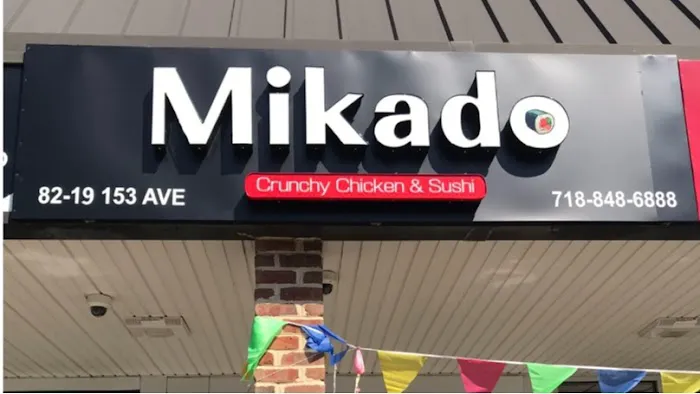 Mikado
Crunchy Chicken & Sushi
82-19 153 AVE
718-848-6888